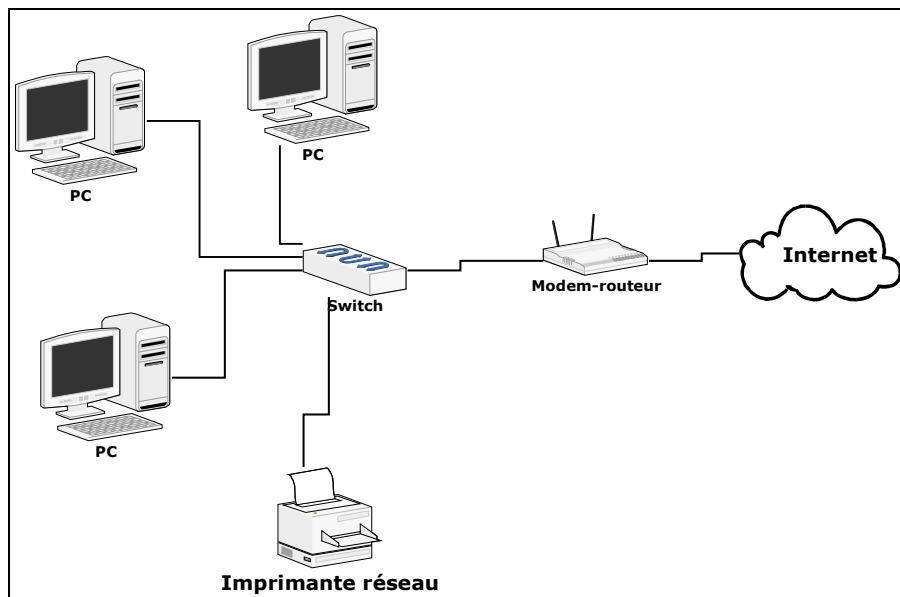 PC
PC
Internet
Modem-routeur
Switch
PC
Imprimante réseau